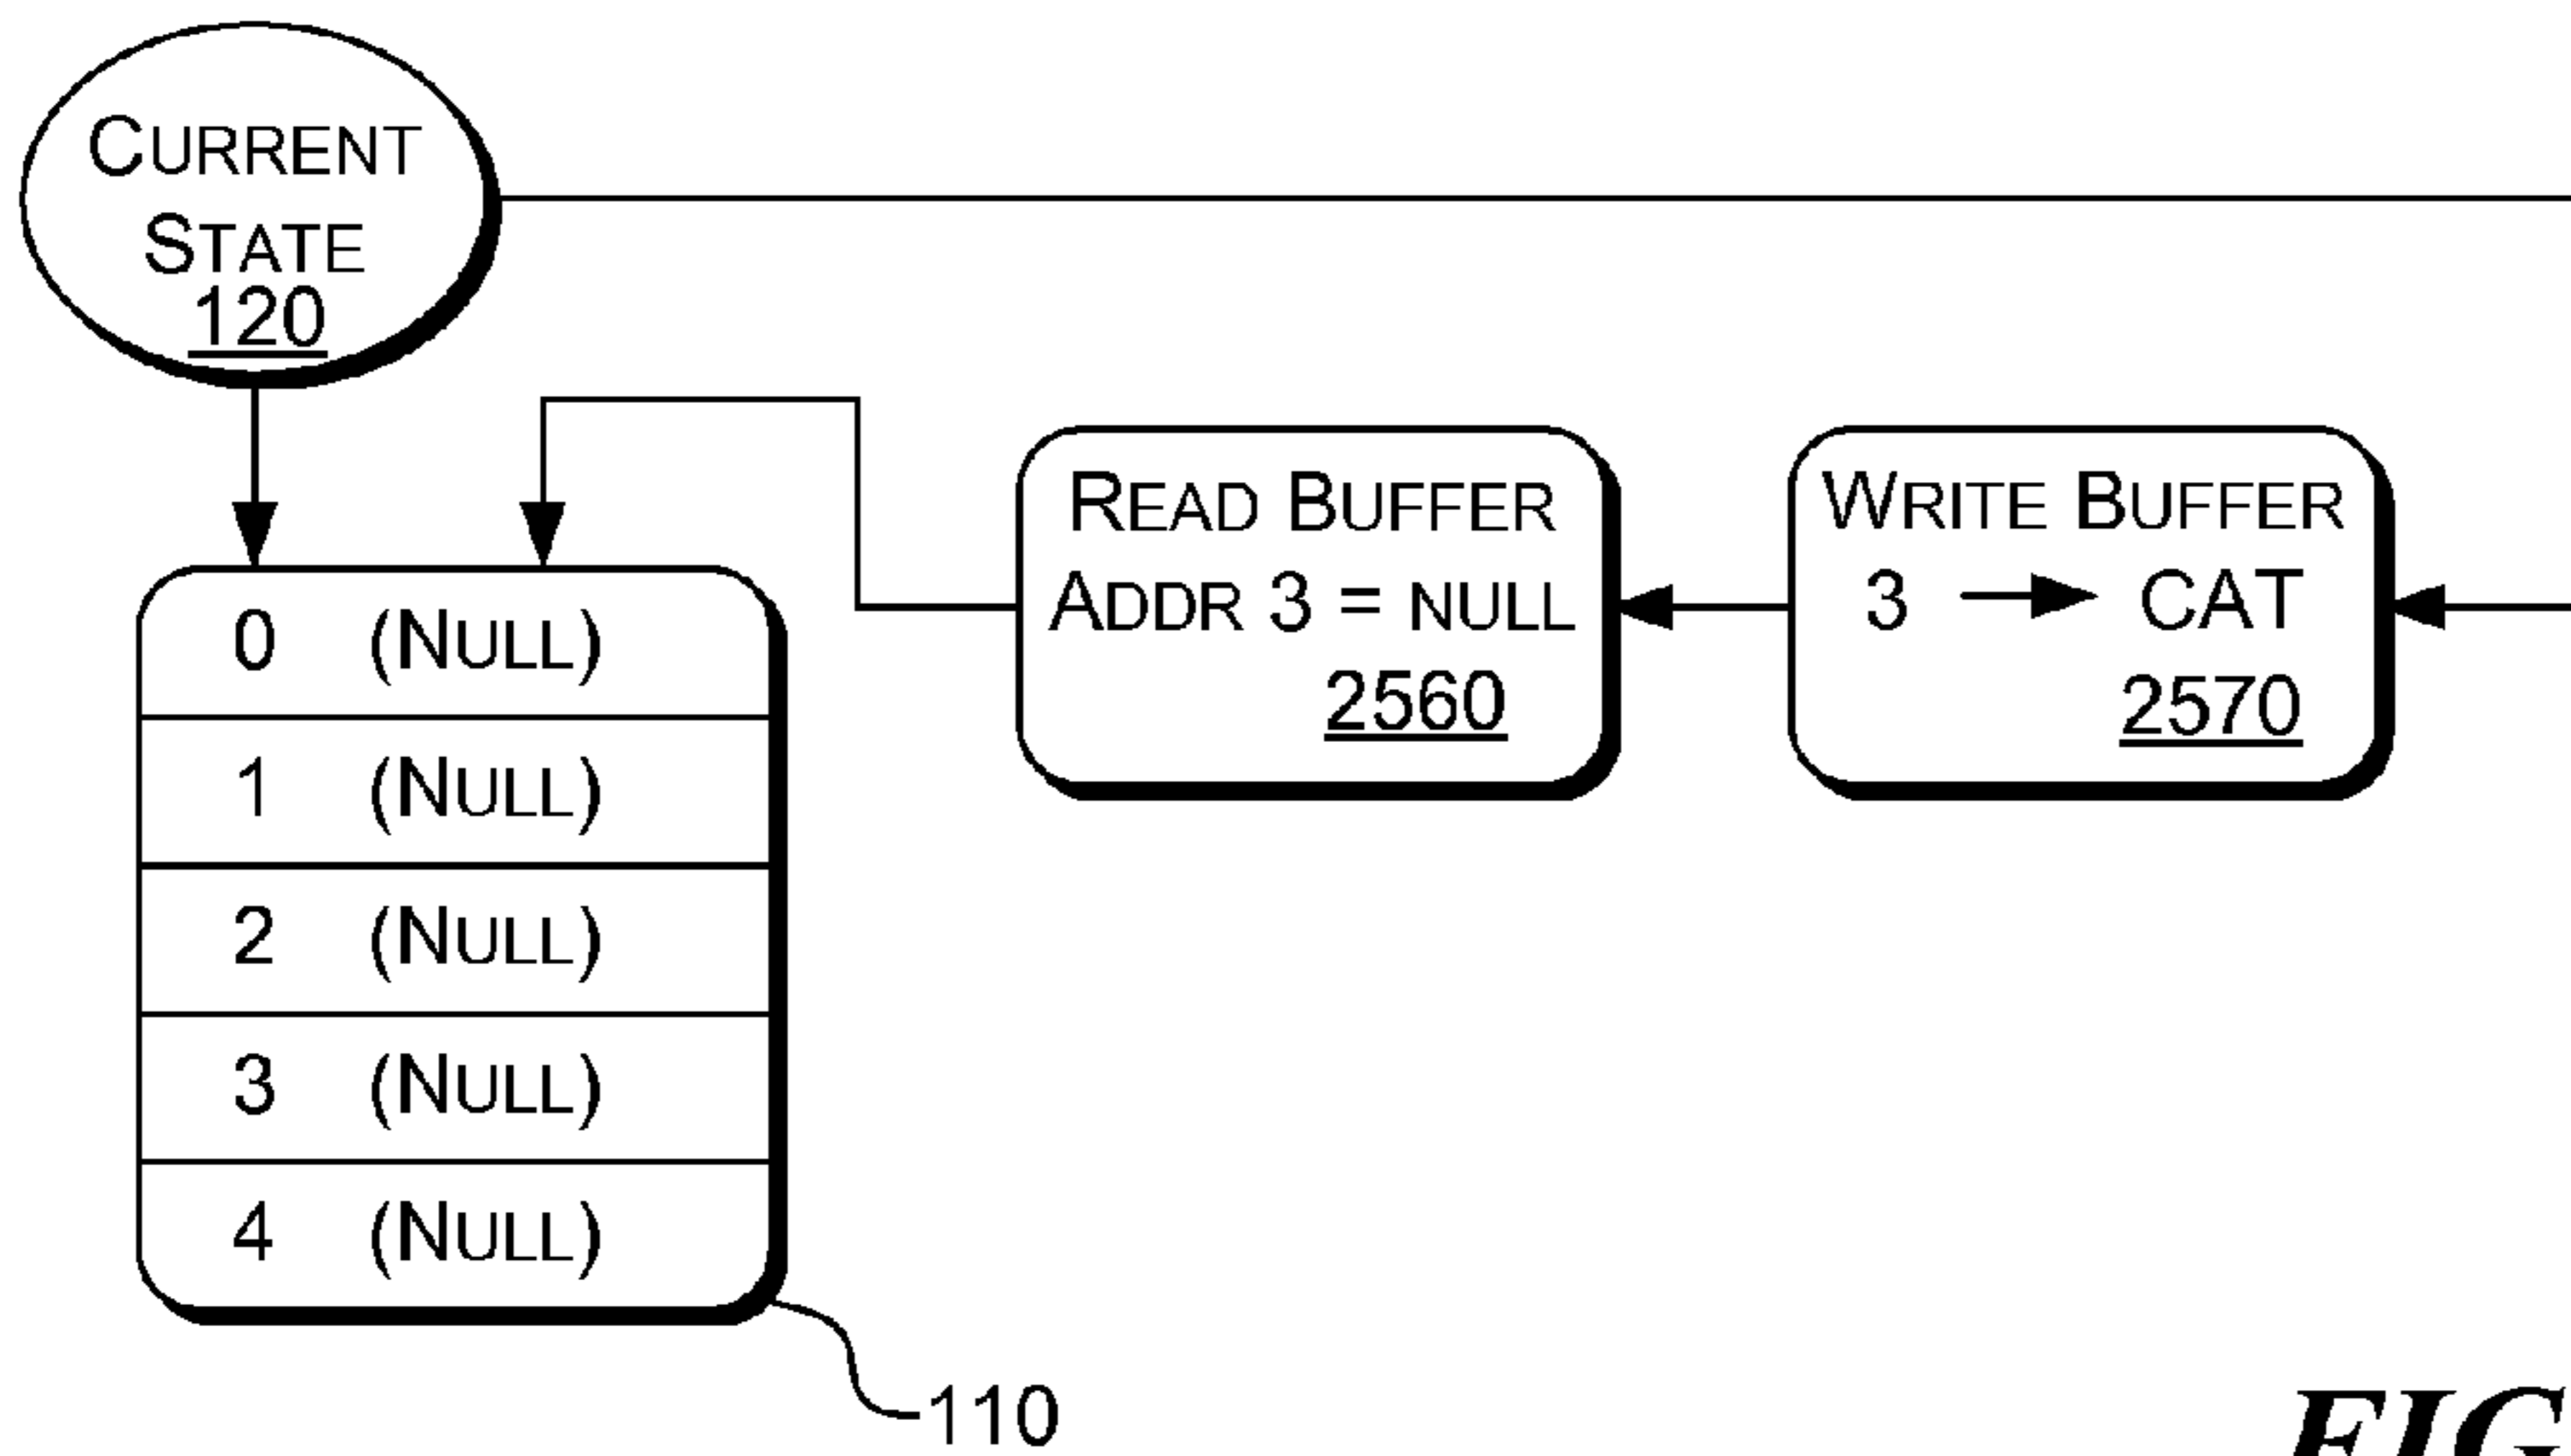 CURRENT
STATE
120
READ BUFFER
ADDR 3 = NULL
2560
WRITE BUFFER
3 → CAT
2570
0 (NULL)
1 (NULL)
2 (NULL)
3 (NULL)
4 (NULL)
110
FIG